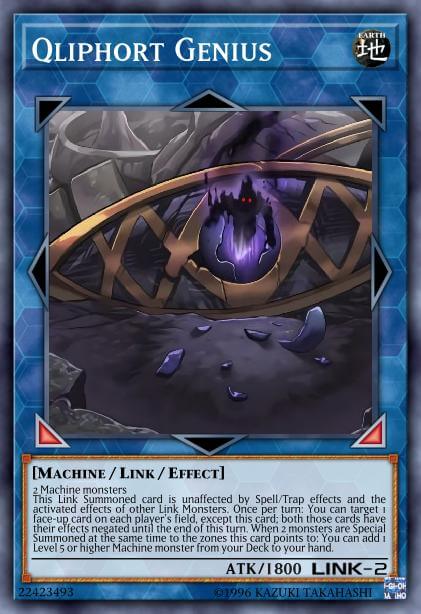 QLIPHORT GENIUS
EARTH
地
[MACHINE / LINK / EFFECT]
2 Machine monsters
This Link Summoned card is unaffected by Spell/Trap effects and the
activated effects of other Link Monsters. Once per turn: You can target 1
face-up card on each player's field, except this card; both those cards have
their effects negated until the end of this turn. When 2 monsters are Special
Summoned at the same time to the zones this card points to: You can add 1
Level 5 or higher Machine monster from your Deck to your hand.
ATK/1800 LINK-2
22423493 ©1996 KAZUKI TAKAHASHI